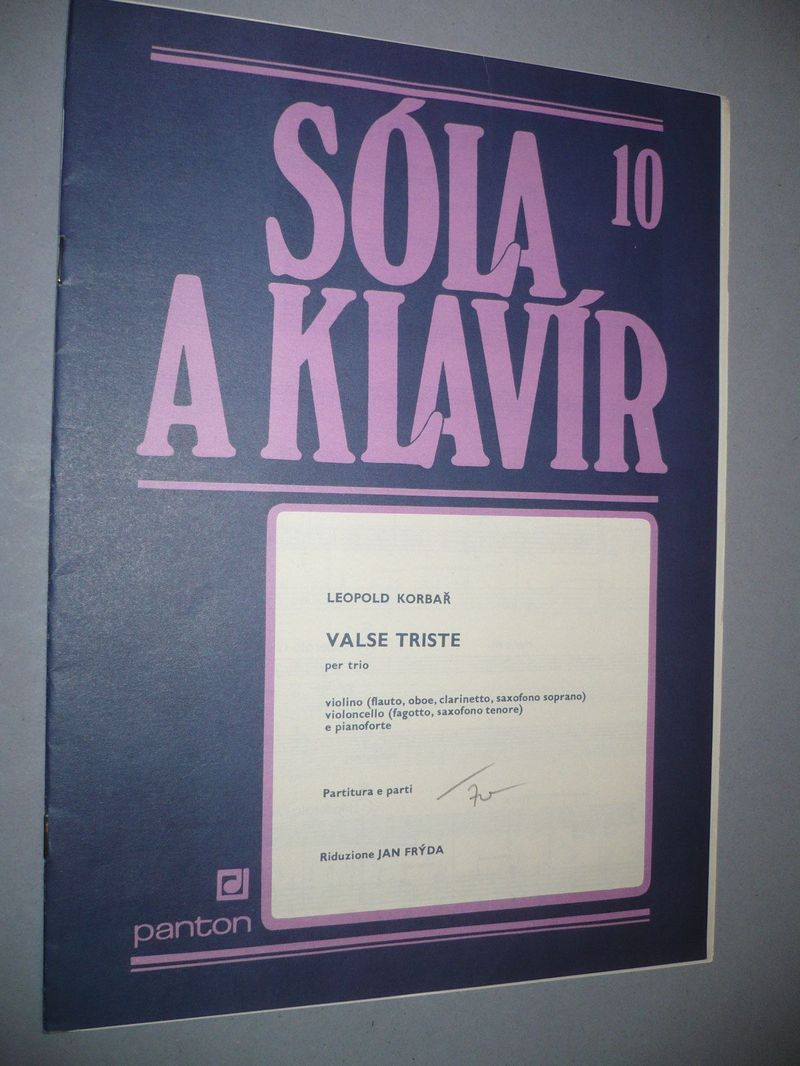 SÓLA 10
A KLAVÍR
LEOPOLD KORBAŘ
VALSE TRISTE
per trio
violino (flauto, oboe, clarinetto, saxofono soprano)
violoncello (fagotto, saxofono tenore)
e pianoforte
Partitura e parti
Riduzione JAN FRÝDA
panton